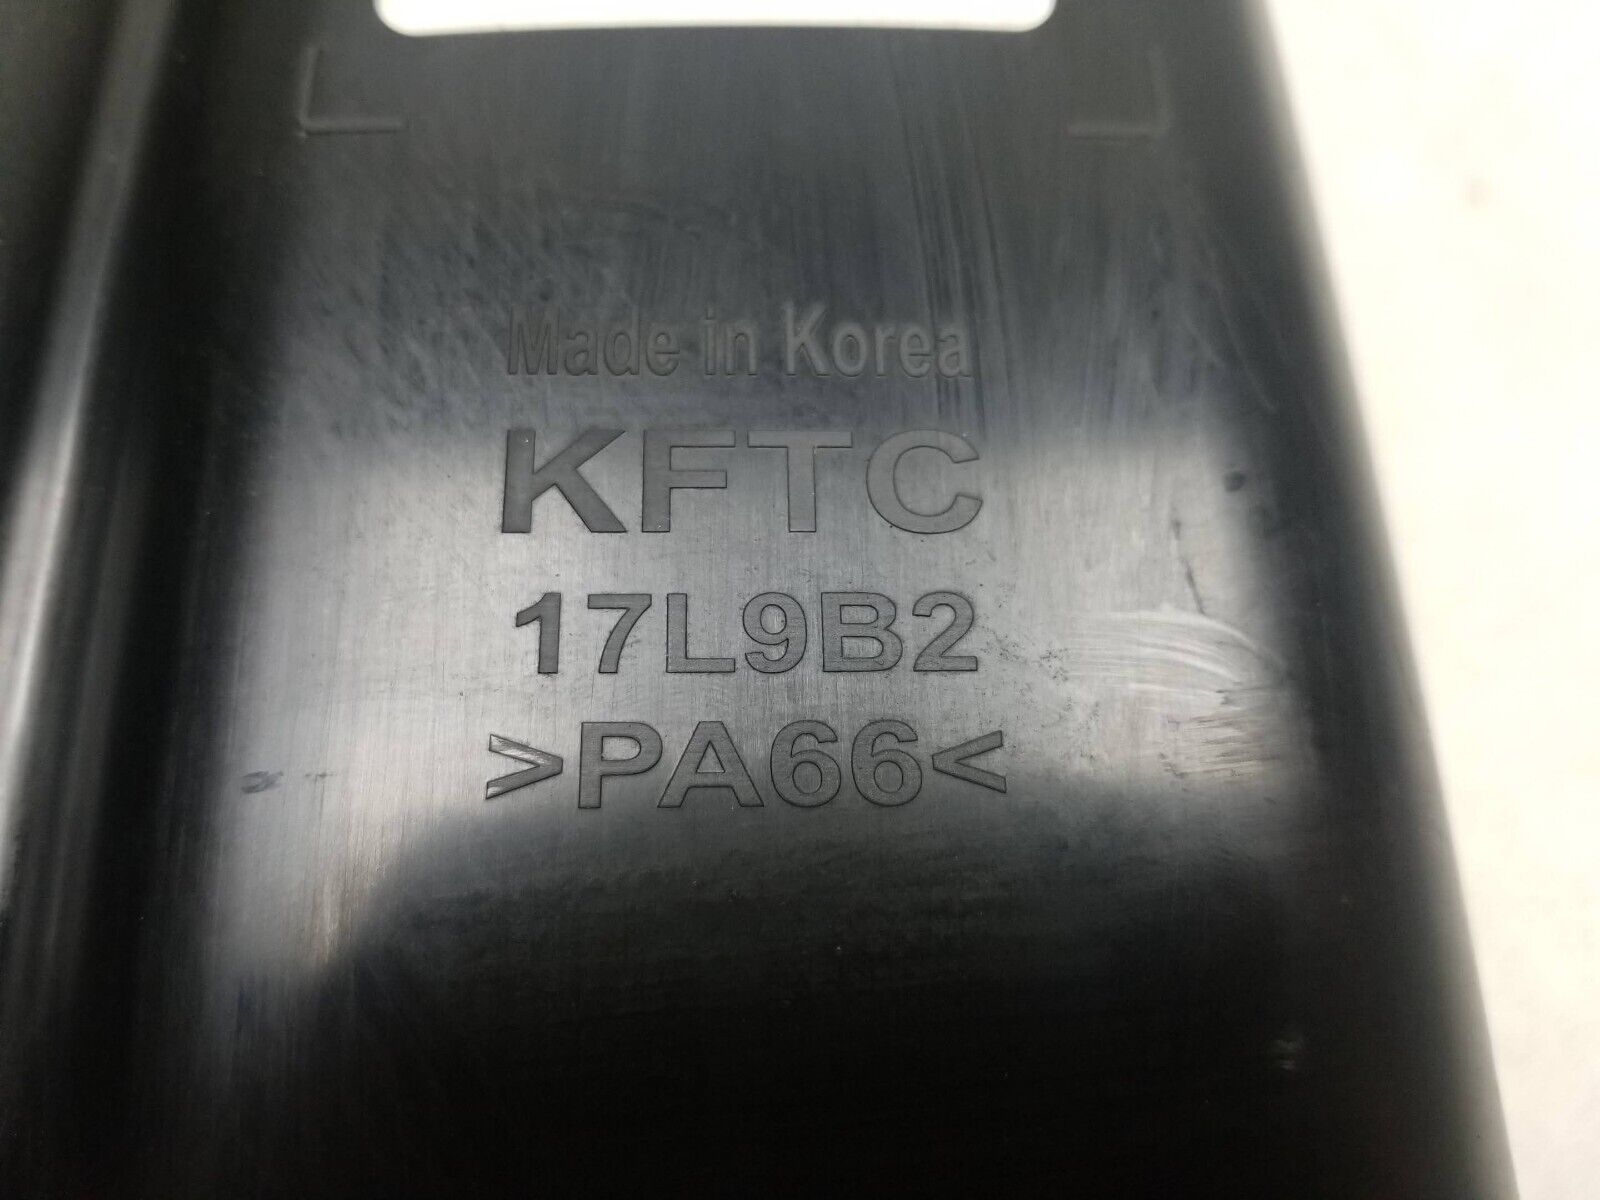 Made in Korea
KFTC
17L9B2
>PA66<